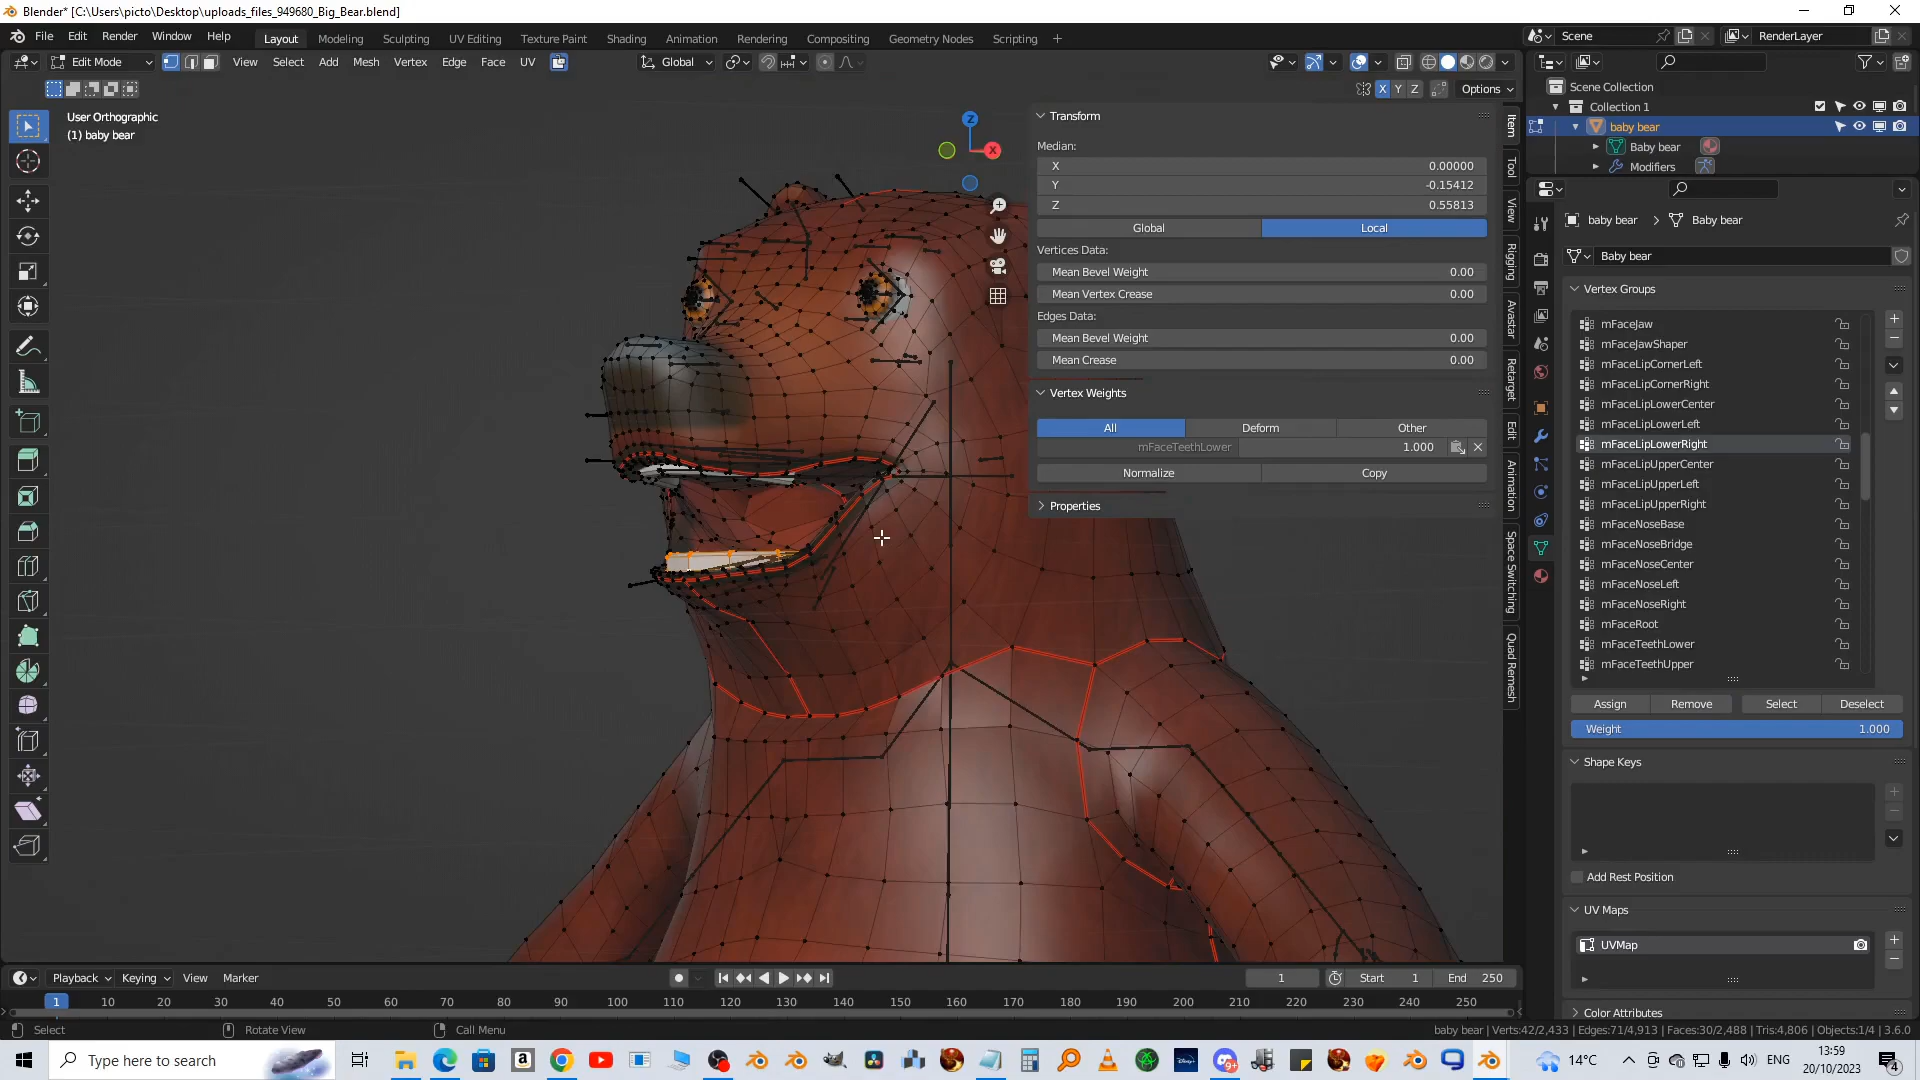 Blender* [C:\Users\picto\Desktop\uploads_files_949680_Big_Bear.blend]
File Edit Render Window Help Layout Modeling Sculpting UV Editing Texture Paint Shading Animation Rendering Compositing Geometry Nodes Scripting + Scene RenderLayer
Edit Mode View Select Add Mesh Vertex Edge Face UV Global
X Y Z Options
Scene Collection
Collection 1
baby bear
Baby bear
Modifiers
User Orthographic
(1) baby bear
Z
X
Transform
Median:
X 0.00000
Y -0.15412
Z 0.55813
Global Local
Vertices Data:
Mean Bevel Weight 0.00
Mean Vertex Crease 0.00
Edges Data:
Mean Bevel Weight 0.00
Mean Crease 0.00
Vertex Weights
All Deform Other
mFaceTeethLower 1.000
Normalize Copy
Properties
Item
Tool
View
Rigging
Avastar
Retarget
Edit
Animation
Space Switching
Quad Remesh
baby bear > Baby bear
Baby bear
Vertex Groups
mFaceJaw
mFaceJawShaper
mFaceLipCornerLeft
mFaceLipCornerRight
mFaceLipLowerCenter
mFaceLipLowerLeft
mFaceLipLowerRight
mFaceLipUpperCenter
mFaceLipUpperLeft
mFaceLipUpperRight
mFaceNoseBase
mFaceNoseBridge
mFaceNoseCenter
mFaceNoseLeft
mFaceNoseRight
mFaceRoot
mFaceTeethLower
mFaceTeethUpper
Assign Remove Select Deselect
Weight 1.000
Shape Keys
Add Rest Position
UV Maps
UVMap
Color Attributes
Playback Keying View Marker 1 Start 1 End 250
1 10 20 30 40 50 60 70 80 90 100 110 120 130 140 150 160 170 180 190 200 210 220 230 240 250
Select Rotate View Call Menu baby bear | Verts:42/2,433 | Edges:71/4,913 | Faces:30/2,488 | Tris:4,806 | Objects:1/4 | 3.6.0
Type here to search 14°C ENG 13:59
20/10/2023
4